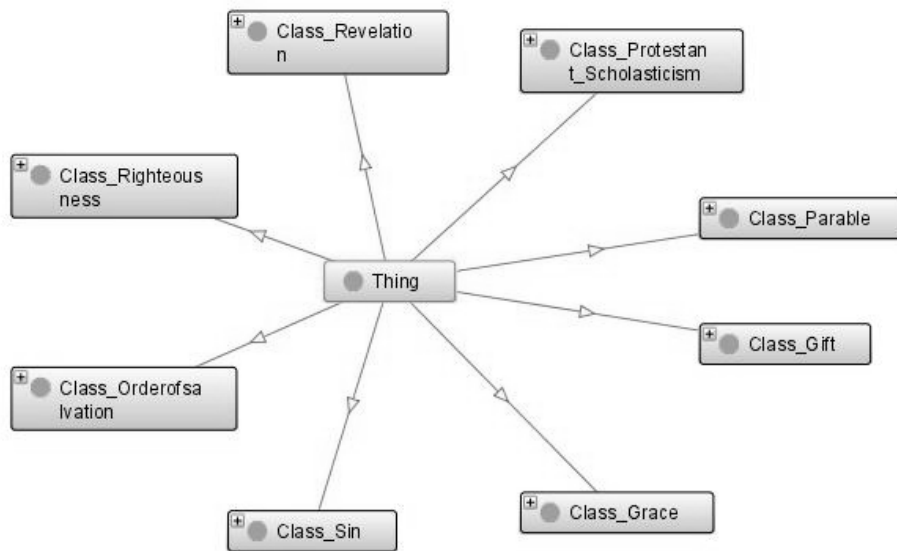 Class_Revelatio
n
Class_Protestan
t_Scholasticism
Class_Righteous
ness
Class_Parable
Thing
Class_Gift
Class_Orderofsa
lvation
Class_Grace
Class_Sin